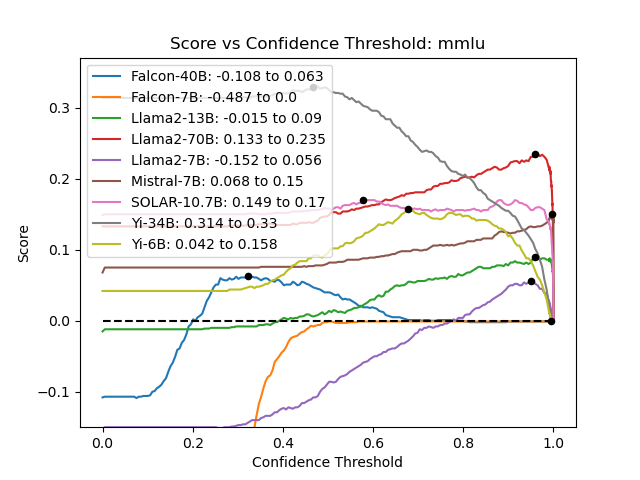 Score vs Confidence Threshold: mmlu
Falcon-40B: -0.108 to 0.063
Falcon-7B: -0.487 to 0.0
Llama2-13B: -0.015 to 0.09
Llama2-70B: 0.133 to 0.235
Llama2-7B: -0.152 to 0.056
Mistral-7B: 0.068 to 0.15
SOLAR-10.7B: 0.149 to 0.17
Yi-34B: 0.314 to 0.33
Yi-6B: 0.042 to 0.158
Score
0.3
0.2
0.1
0.0
−0.1
0.0 0.2 0.4 0.6 0.8 1.0
Confidence Threshold